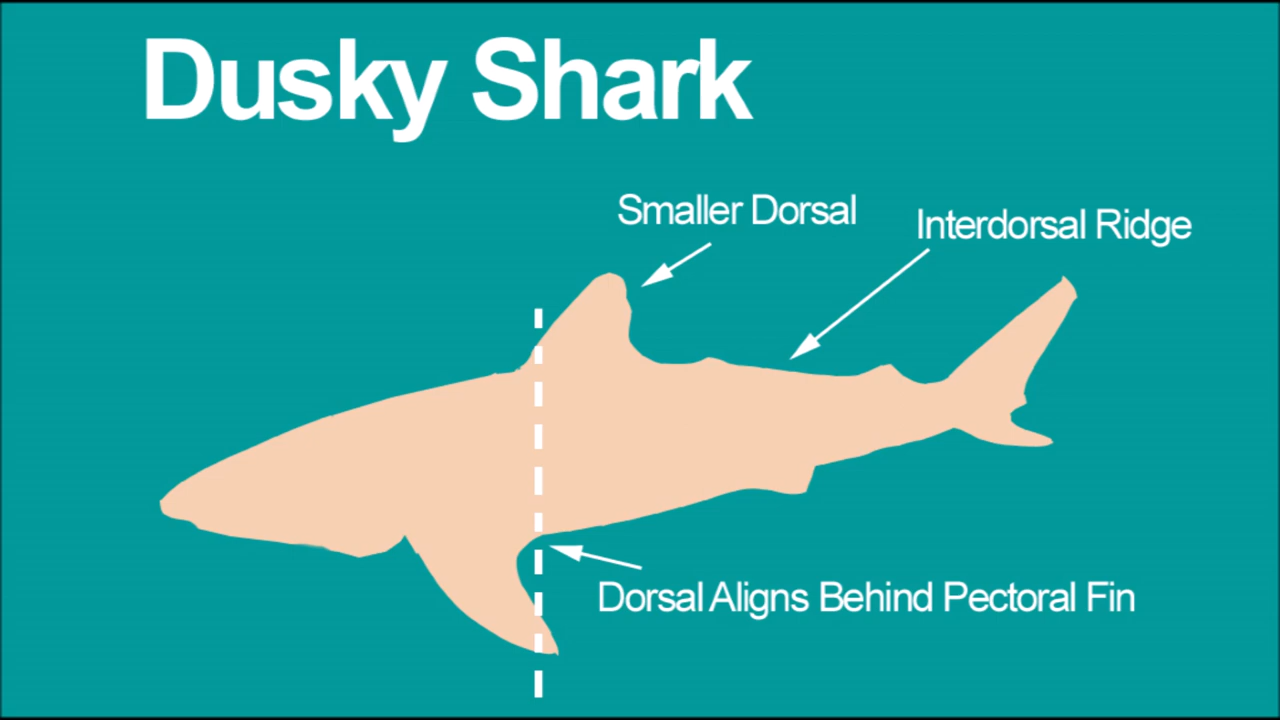 Dusky Shark
Smaller Dorsal
Interdorsal Ridge
Dorsal Aligns Behind Pectoral Fin